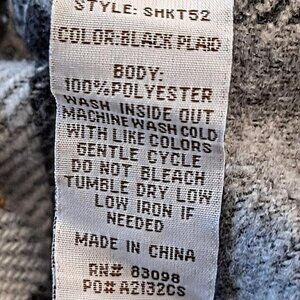 STYLE: SHKT52
COLOR:BLACK PLAID
BODY:
100%POLYESTER
WASH INSIDE OUT
MACHINE WASH COLD
WITH LIKE COLORS
GENTLE CYCLE
DO NOT BLEACH
TUMBLE DRY LOW
LOW IRON IF
NEEDED
MADE IN CHINA
RN# 83098
PO# A2132CS